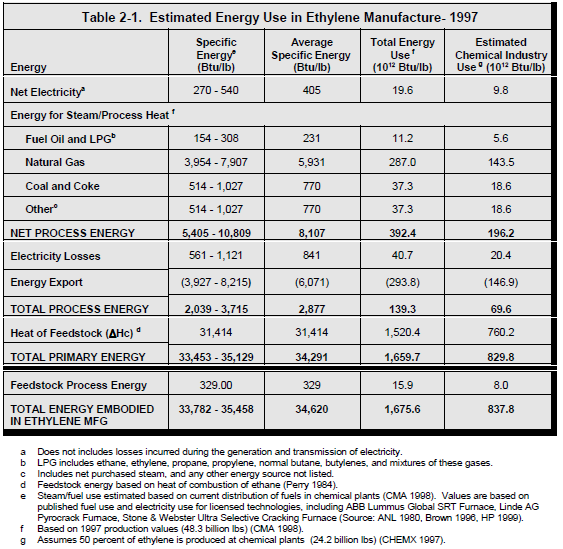 Table 2-1. Estimated Energy Use in Ethylene Manufacture- 1997
Energy Specific Energyᵉ (Btu/lb) Average Specific Energy (Btu/lb) Total Energy Use ᶠ (10¹² Btu/lb) Estimated Chemical Industry Use ᵍ (10¹² Btu/lb)
Net Electricityᵃ 270 - 540 405 19.6 9.8
Energy for Steam/Process Heat ᶠ
Fuel Oil and LPGᵇ 154 - 308 231 11.2 5.6
Natural Gas 3,954 - 7,907 5,931 287.0 143.5
Coal and Coke 514 - 1,027 770 37.3 18.6
Otherᵉ 514 - 1,027 770 37.3 18.6
NET PROCESS ENERGY 5,405 - 10,809 8,107 392.4 196.2
Electricity Losses 561 - 1,121 841 40.7 20.4
Energy Export (3,927 - 8,215) (6,071) (293.8) (146.9)
TOTAL PROCESS ENERGY 2,039 - 3,715 2,877 139.3 69.6
Heat of Feedstock (ΔHc) ᵈ 31,414 31,414 1,520.4 760.2
TOTAL PRIMARY ENERGY 33,453 - 35,129 34,291 1,659.7 829.8
Feedstock Process Energy 329.00 329 15.9 8.0
TOTAL ENERGY EMBODIED IN ETHYLENE MFG 33,782 - 35,458 34,620 1,675.6 837.8
a Does not includes losses incurred during the generation and transmission of electricity.
b LPG includes ethane, ethylene, propane, propylene, normal butane, butylenes, and mixtures of these gases.
c Includes net purchased steam, and any other energy source not listed.
d Feedstock energy based on heat of combustion of ethane (Perry 1984).
e Steam/fuel use estimated based on current distribution of fuels in chemical plants (CMA 1998). Values are based on
published fuel use and electricity use for licensed technologies, including ABB Lummus Global SRT Furnace, Linde AG
Pyrocrack Furnace, Stone & Webster Ultra Selective Cracking Furnace (Source: ANL 1980, Brown 1996, HP 1999).
f Based on 1997 production values (48.3 billion lbs) (CMA 1998).
g Assumes 50 percent of ethylene is produced at chemical plants (24.2 billion lbs) (CHEMX 1997).